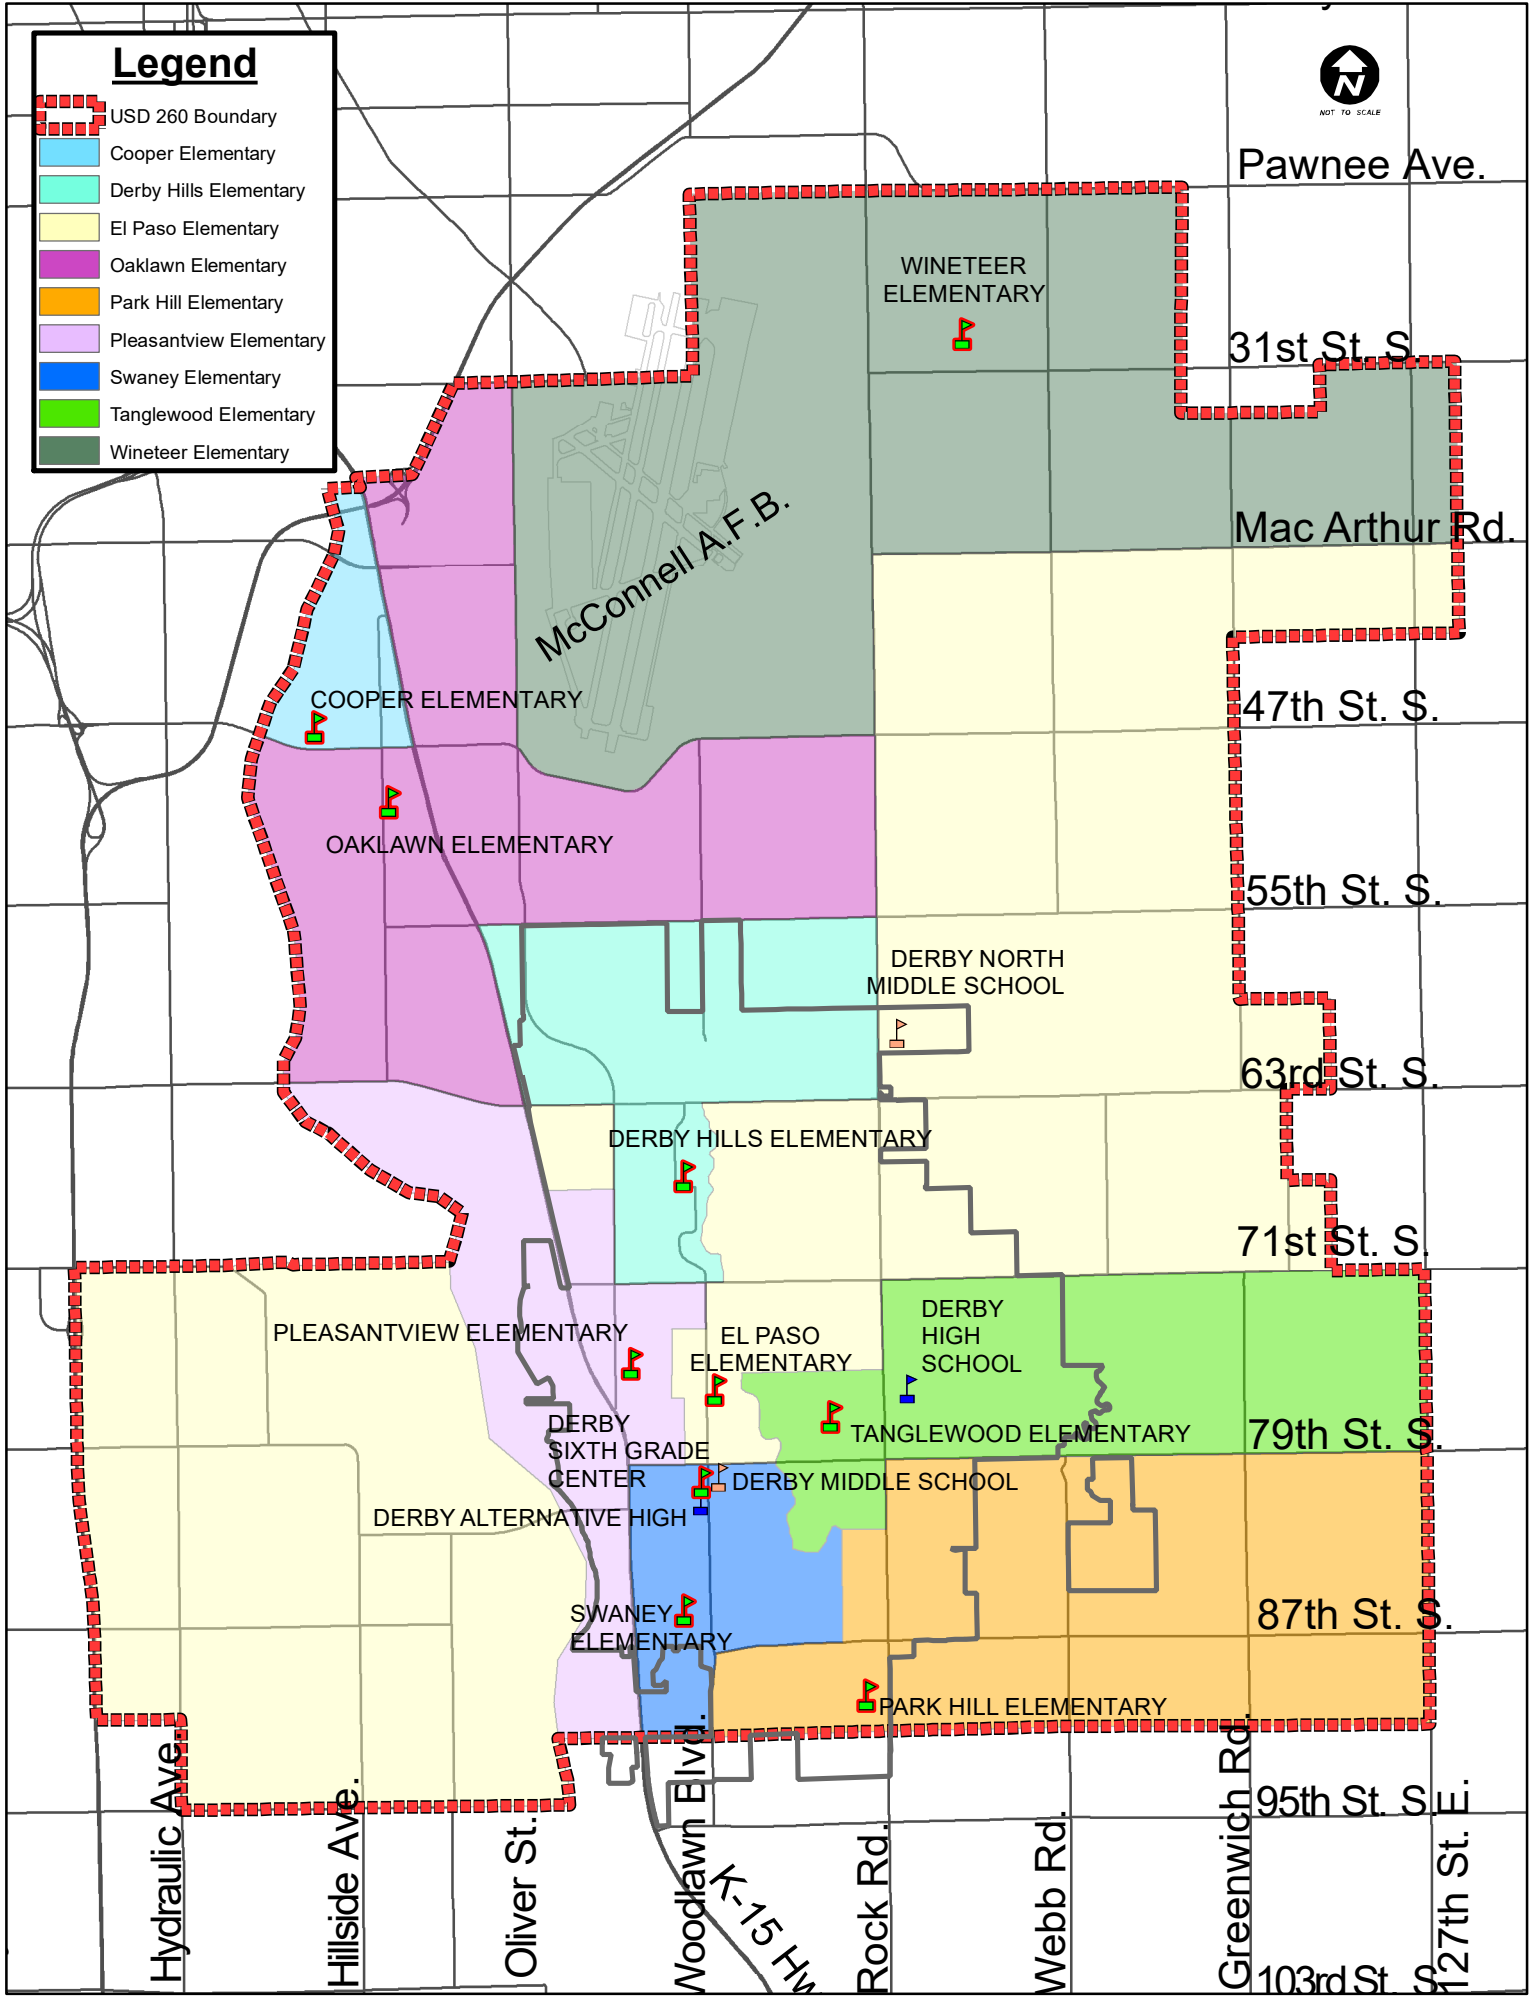 Legend
USD 260 Boundary
Cooper Elementary
Derby Hills Elementary
El Paso Elementary
Oaklawn Elementary
Park Hill Elementary
Pleasantview Elementary
Swaney Elementary
Tanglewood Elementary
Wineteer Elementary
N
NOT TO SCALE
Pawnee Ave.
WINETEER
ELEMENTARY
31st St. S.
McConnell A.F.B.
Mac Arthur Rd.
COOPER ELEMENTARY
47th St. S.
OAKLAWN ELEMENTARY
55th St. S.
DERBY NORTH
MIDDLE SCHOOL
63rd St. S.
DERBY HILLS ELEMENTARY
71st St. S.
PLEASANTVIEW ELEMENTARY
EL PASO
ELEMENTARY
DERBY
HIGH
SCHOOL
DERBY
SIXTH GRADE
CENTER
TANGLEWOOD ELEMENTARY
79th St. S.
DERBY MIDDLE SCHOOL
DERBY ALTERNATIVE HIGH
SWANEY
ELEMENTARY
87th St. S.
PARK HILL ELEMENTARY
95th St. S.
Hydraulic Ave.
Hillside Ave.
Oliver St.
Woodlawn Blvd.
K-15 Hw
Rock Rd.
Webb Rd.
Greenwich Rd.
127th St. E.
103rd St. S